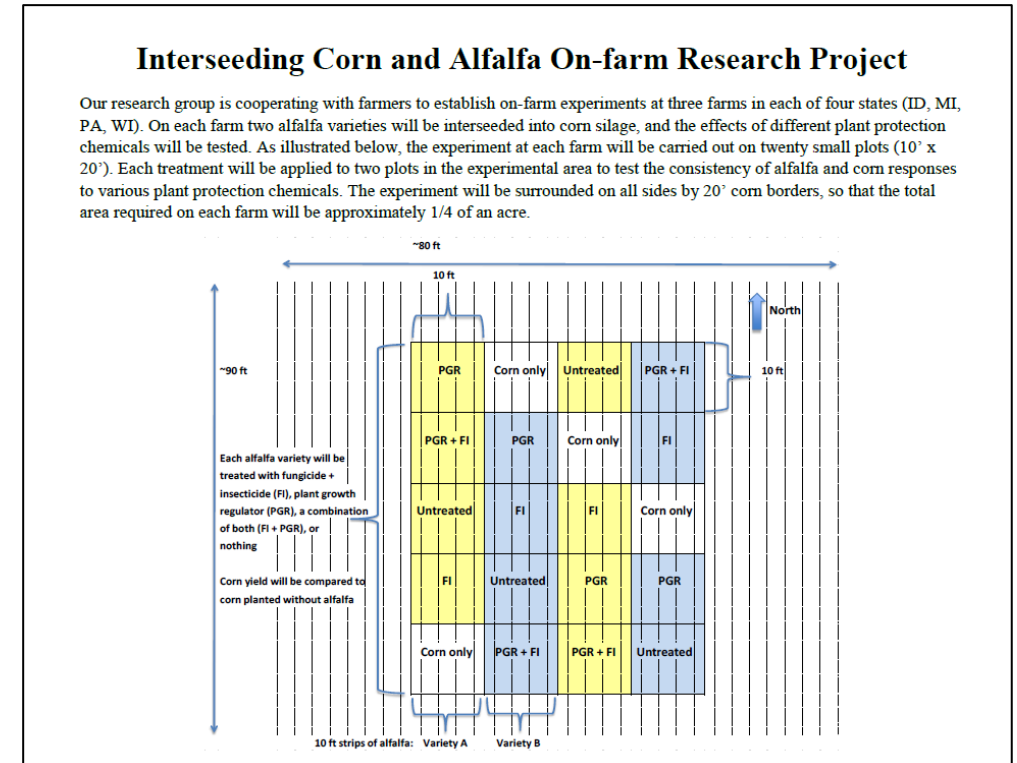 Interseeding Corn and Alfalfa On-farm Research Project
Our research group is cooperating with farmers to establish on-farm experiments at three farms in each of four states (ID, MI,
PA, WI). On each farm two alfalfa varieties will be interseeded into corn silage, and the effects of different plant protection
chemicals will be tested. As illustrated below, the experiment at each farm will be carried out on twenty small plots (10’ x
20’). Each treatment will be applied to two plots in the experimental area to test the consistency of alfalfa and corn responses
to various plant protection chemicals. The experiment will be surrounded on all sides by 20’ corn borders, so that the total
area required on each farm will be approximately 1/4 of an acre.
~80 ft
10 ft
North
~90 ft
PGR Corn only Untreated PGR + FI
10 ft
PGR + FI PGR Corn only FI
Each alfalfa variety will be
treated with fungicide +
insecticide (FI), plant growth
regulator (PGR), a combination
of both (FI + PGR), or
nothing
Untreated FI FI Corn only
Corn yield will be compared to
corn planted without alfalfa
FI Untreated PGR PGR
Corn only PGR + FI PGR + FI Untreated
10 ft strips of alfalfa: Variety A Variety B